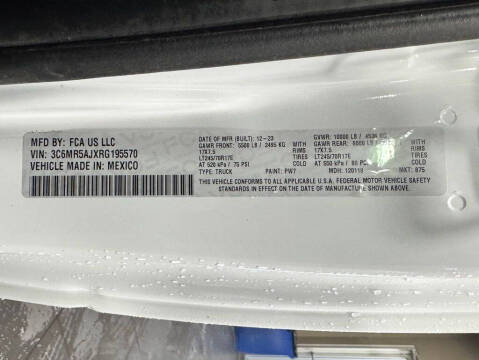 MFD BY: FCA US LLC
VIN: 3C6MR5AJXRG195570
VEHICLE MADE IN: MEXICO
DATE OF MFR (BUILT): 12-23
GAWR FRONT: 5500 LB / 2495 KG WITH
17X7.5 RIMS
LT245/70R17E TIRES
AT 520 kPa / 75 PSI COLD
TYPE: TRUCK PAINT: PW7
GVWR: 10000 LB / 4536 KG
GAWR REAR: 6000 LB WITH
17X7.5 RIMS
LT245/70R17E TIRES
AT 550 kPa / 80 PSI COLD
MDH: 120118 MKT: 875
THIS VEHICLE CONFORMS TO ALL APPLICABLE U.S.A. FEDERAL MOTOR VEHICLE SAFETY
STANDARDS IN EFFECT ON THE DATE OF MANUFACTURE SHOWN ABOVE.